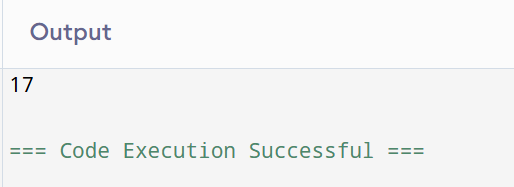 Output
17
=== Code Execution Successful ===